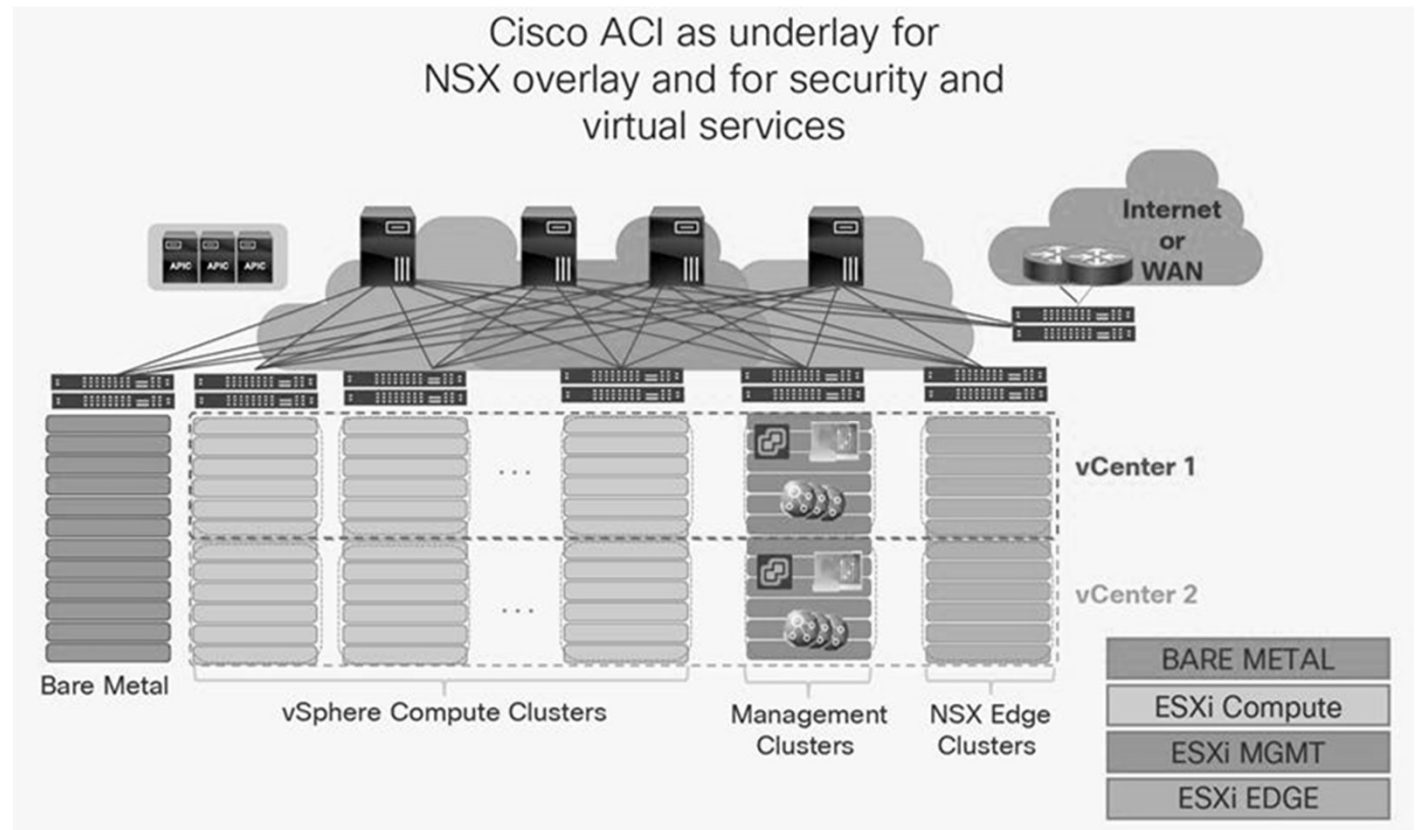 Cisco ACI as underlay for
NSX overlay and for security and
virtual services
APIC APIC APIC
Internet
or
WAN
...
vCenter 1
...
vCenter 2
Bare Metal
vSphere Compute Clusters
Management
Clusters
NSX Edge
Clusters
BARE METAL
ESXi Compute
ESXi MGMT
ESXi EDGE